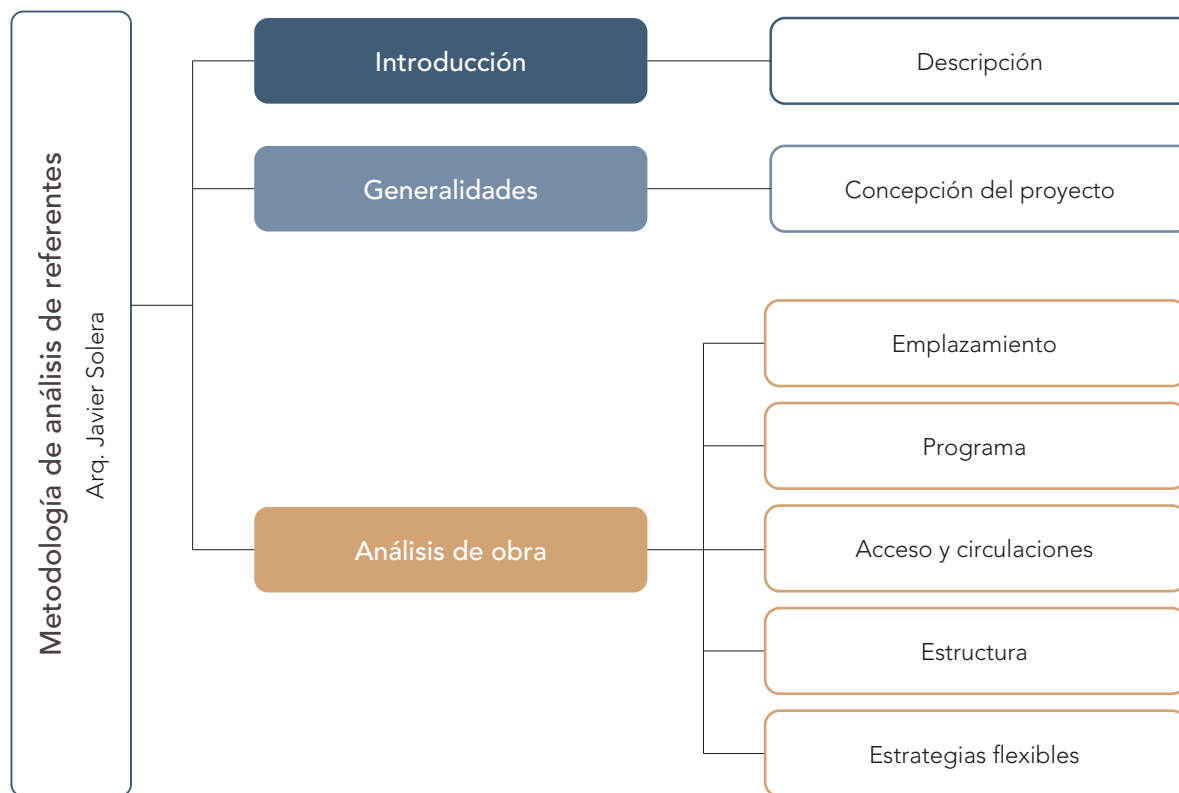 Metodología de análisis de referentes
Arq. Javier Solera
Introducción
Descripción
Generalidades
Concepción del proyecto
Análisis de obra
Emplazamiento
Programa
Acceso y circulaciones
Estructura
Estrategias flexibles